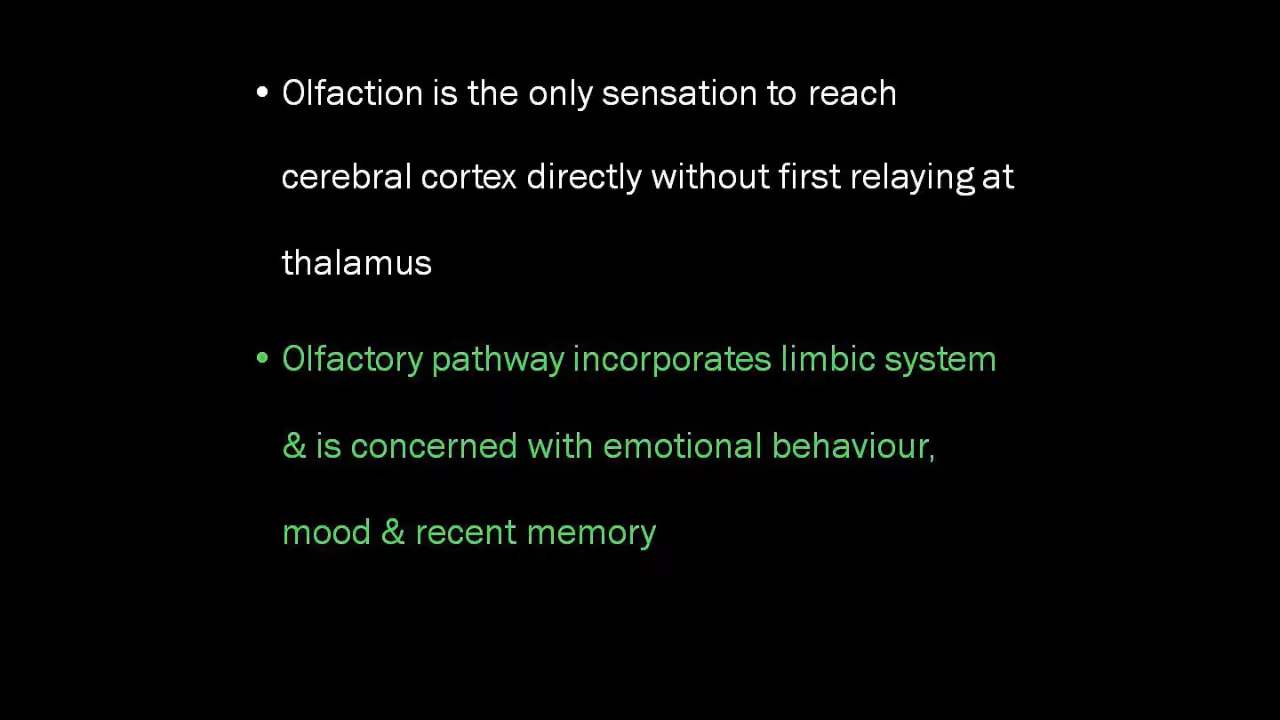 • Olfaction is the only sensation to reach
cerebral cortex directly without first relaying at
thalamus
• Olfactory pathway incorporates limbic system
& is concerned with emotional behaviour,
mood & recent memory